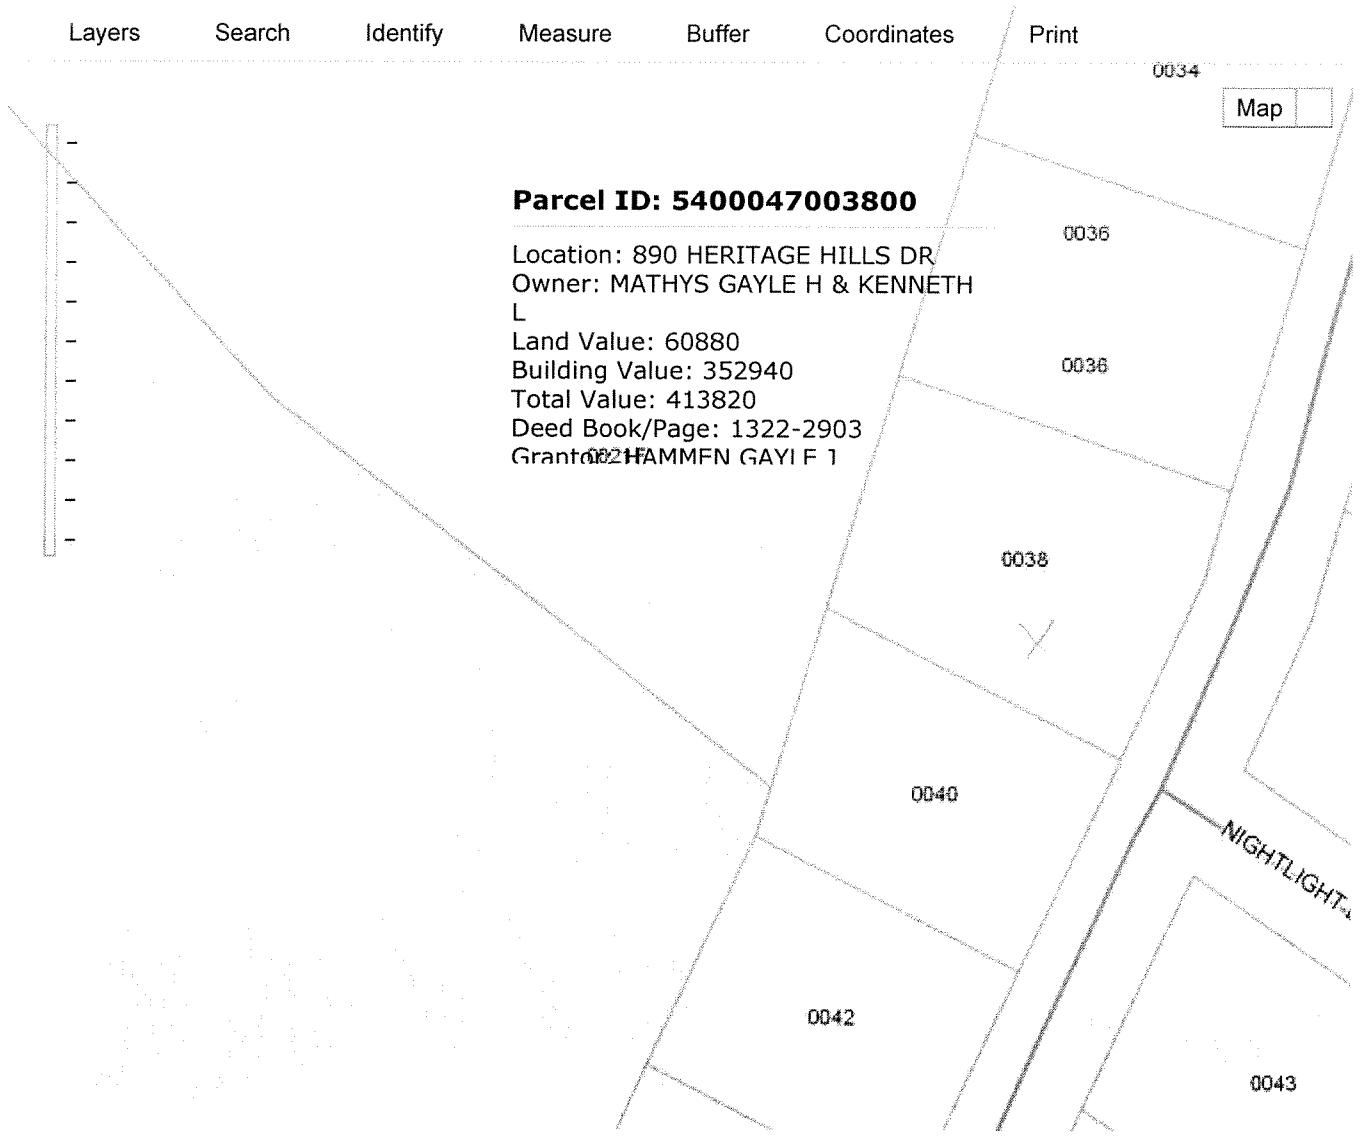 Layers Search Identify Measure Buffer Coordinates Print
0034
Map
Parcel ID: 5400047003800
0036
Location: 890 HERITAGE HILLS DR
Owner: MATHYS GAYLE H & KENNETH
L
Land Value: 60880
Building Value: 352940
0036
Total Value: 413820
Deed Book/Page: 1322-2903
HAMMEN GAYLE J
0038
0040
NIGHTLIGHT
0042
0043